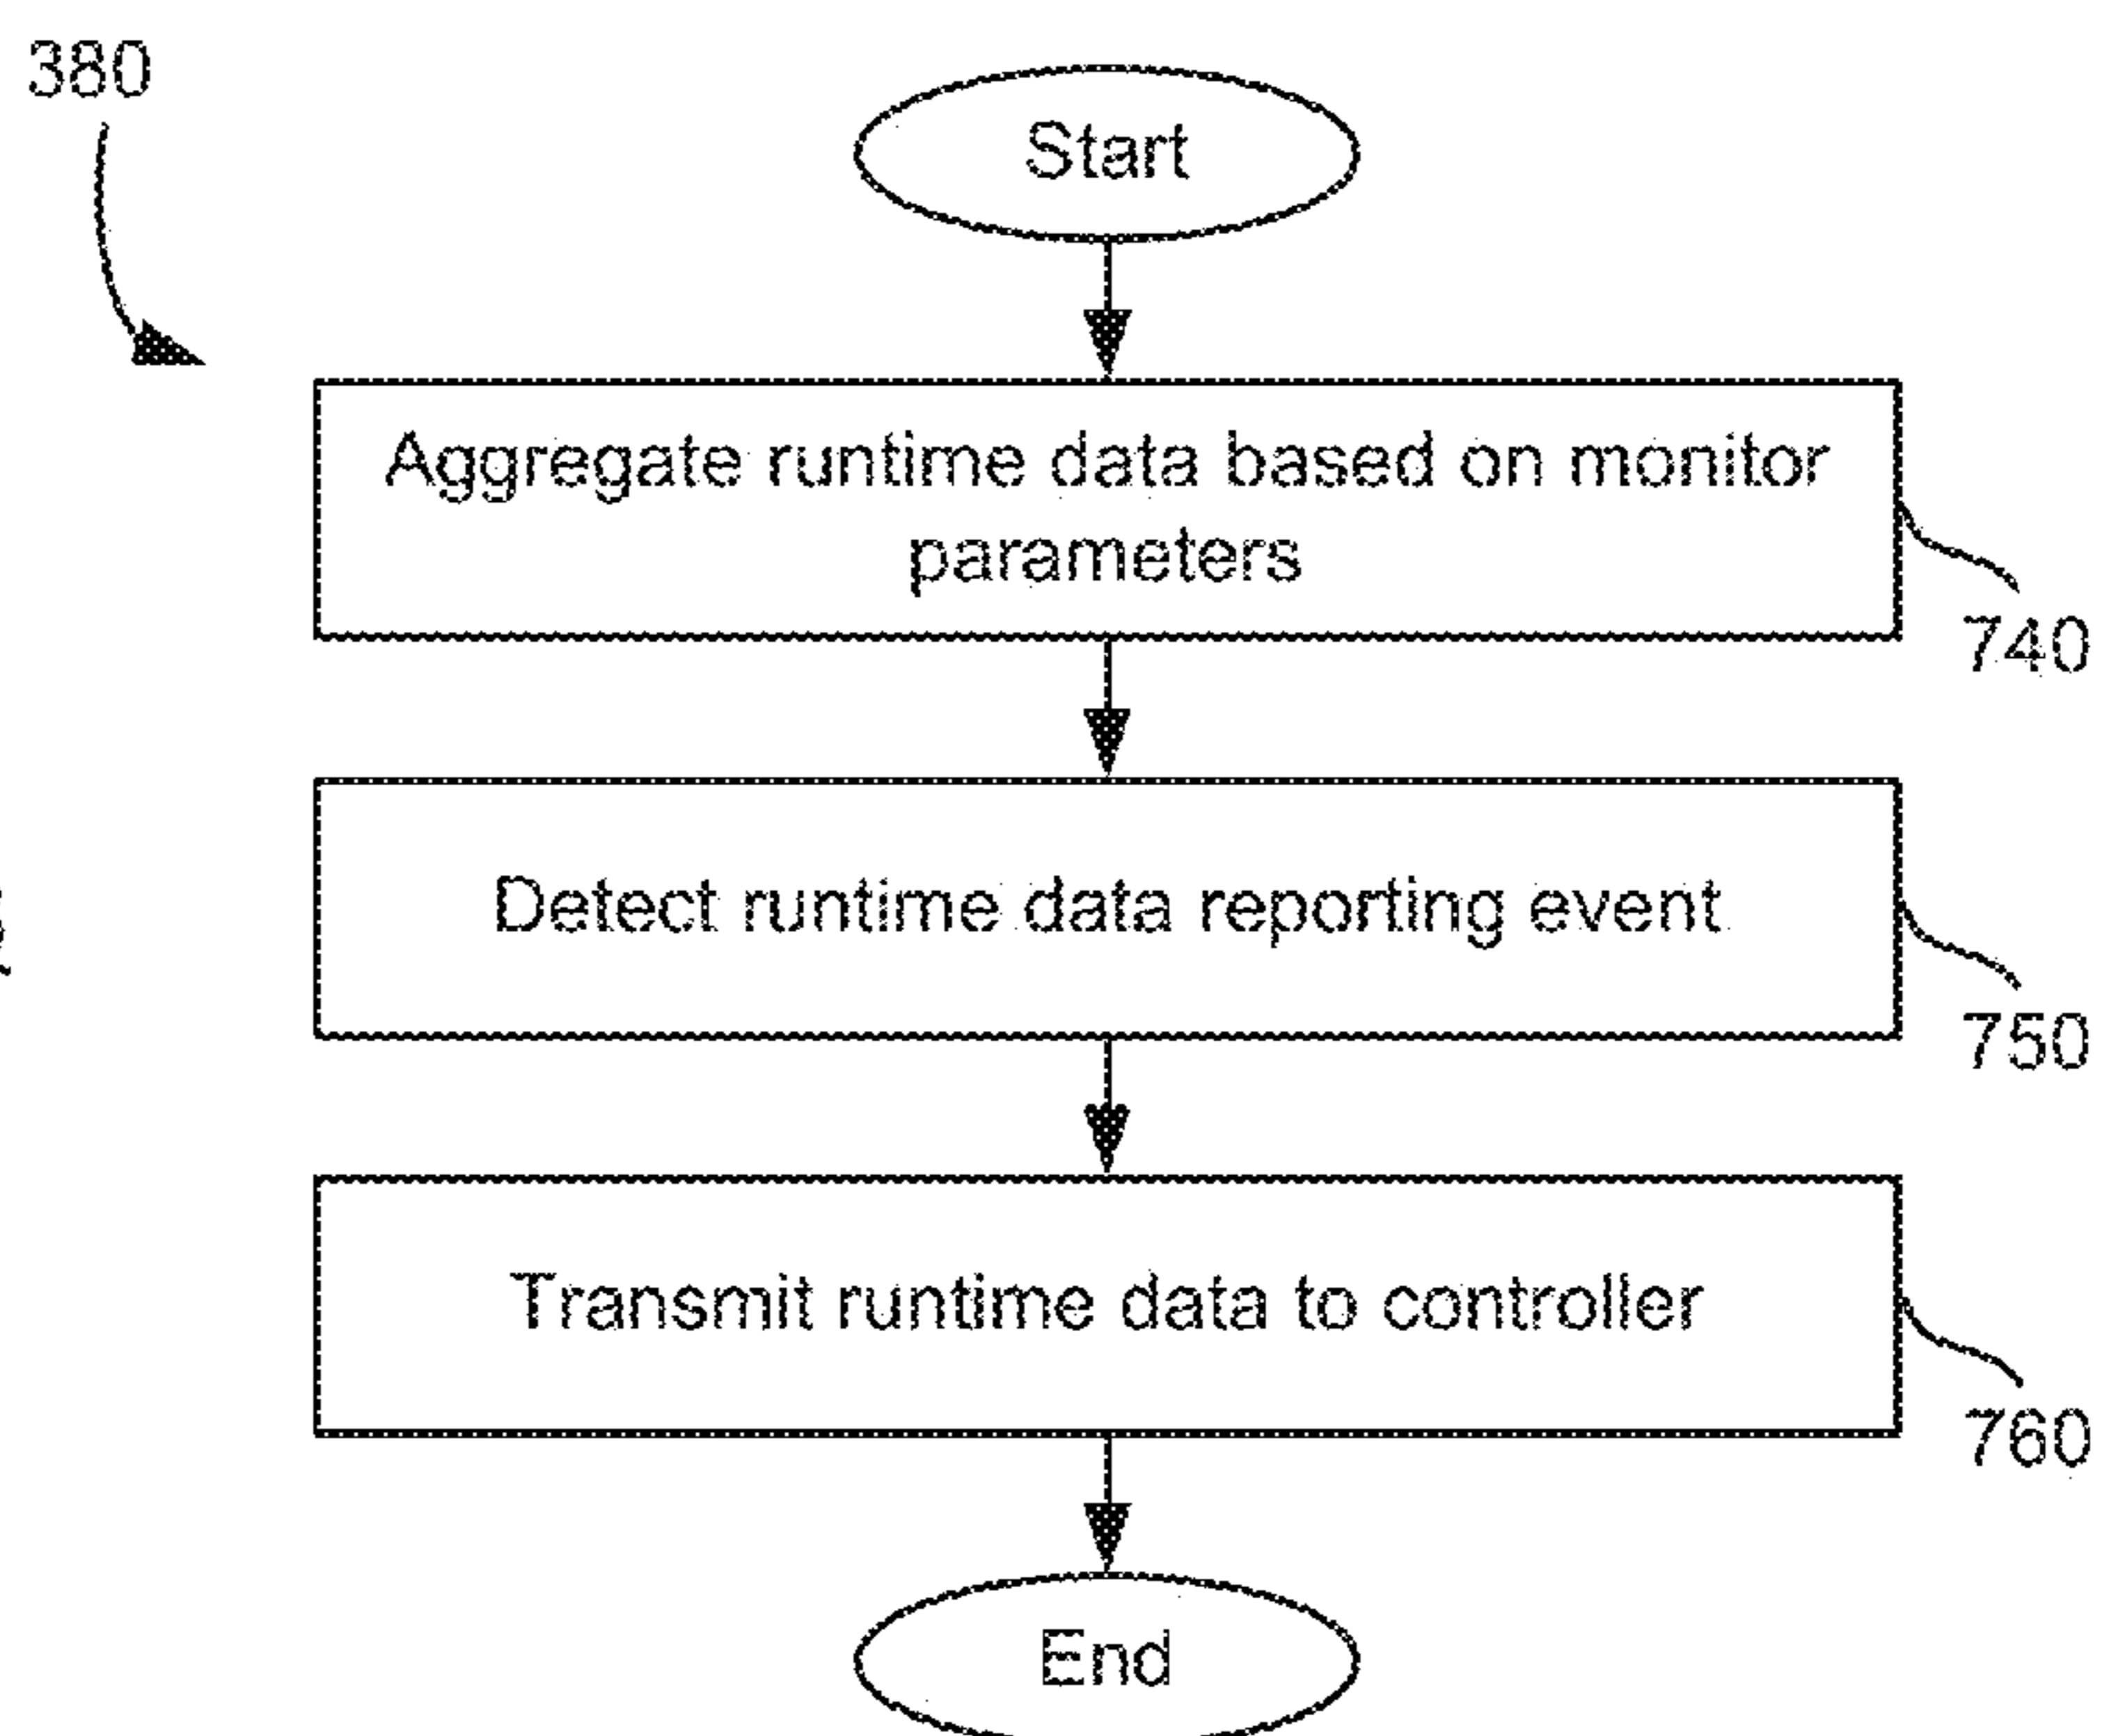 380
Start
Aggregate runtime data based on monitor
parameters
740
Detect runtime data reporting event
750
Transmit runtime data to controller
760
End